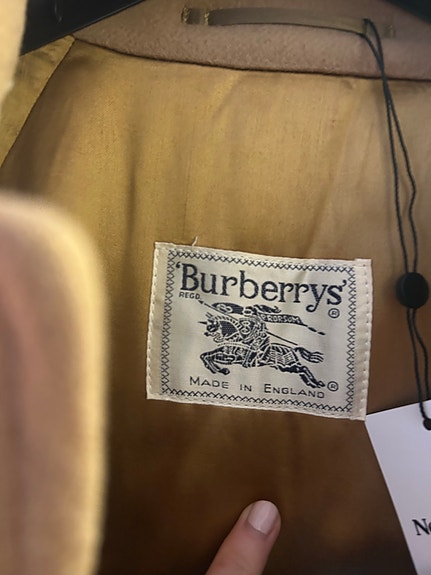 'Burberrys'®
REGD
PRORSUM
MADE IN ENGLAND®